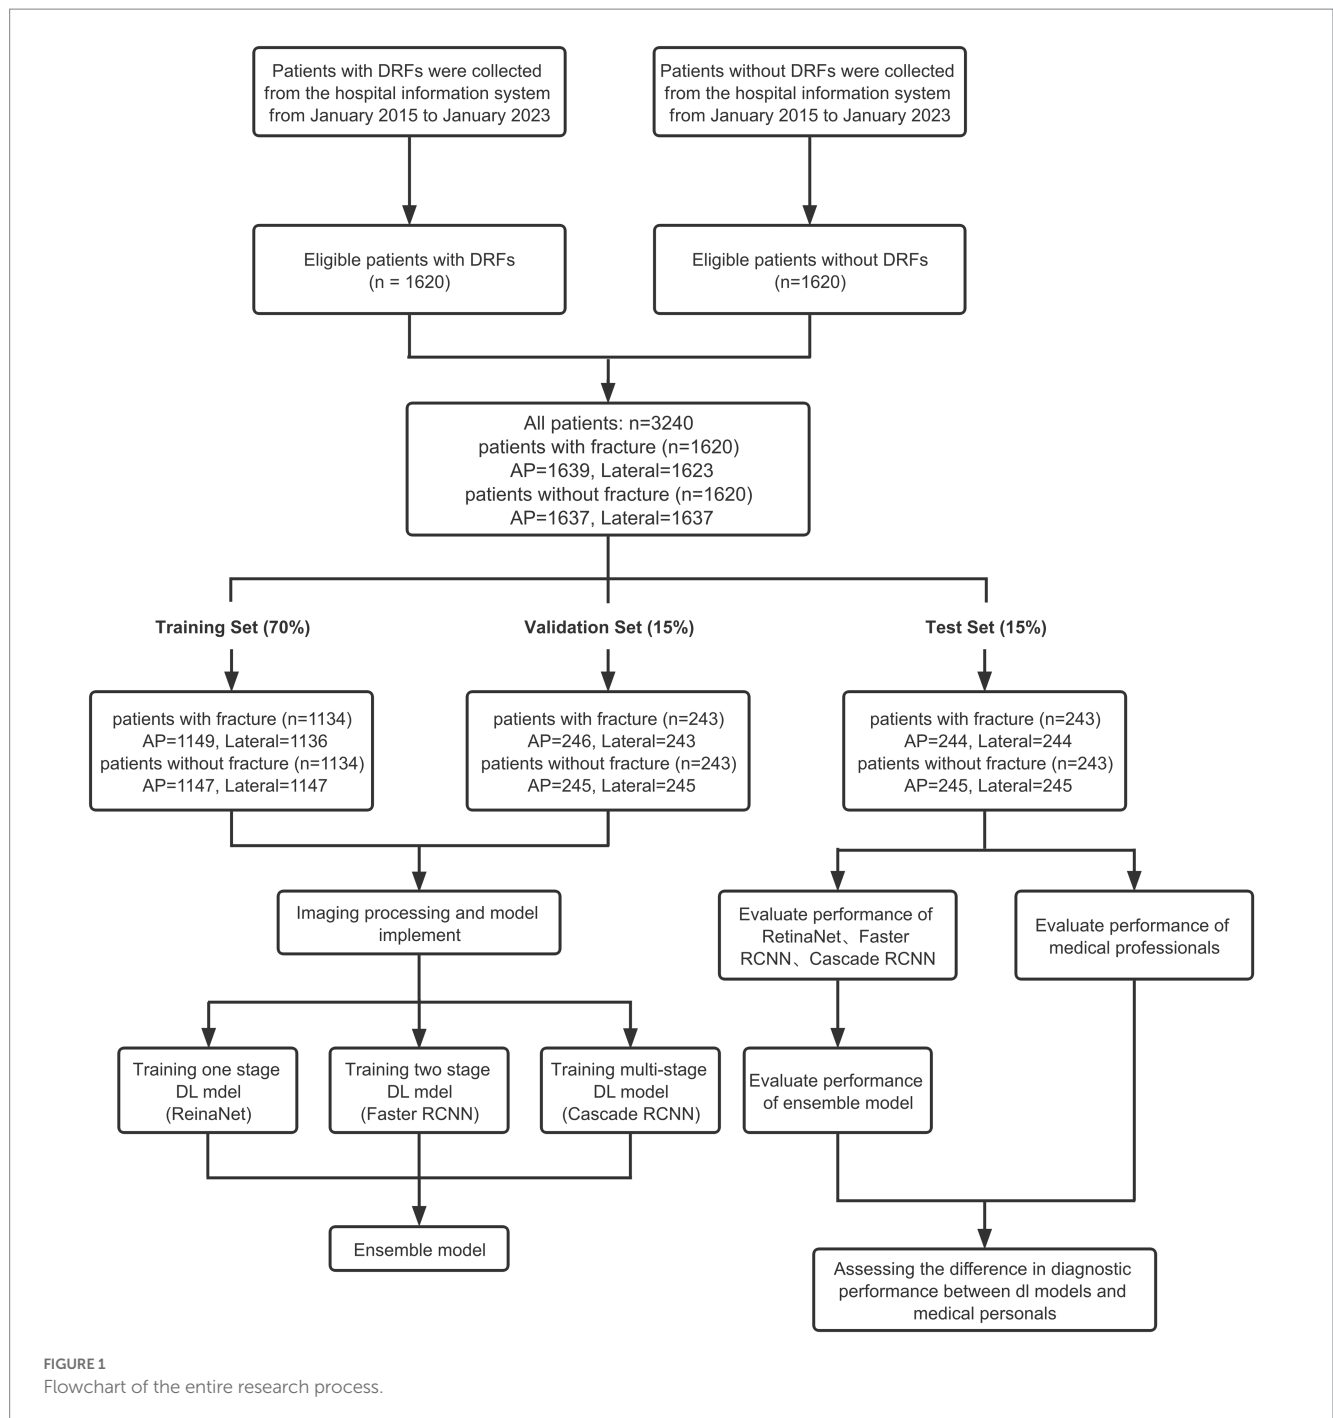 Patients with DRFs were collected
from the hospital information system
from January 2015 to January 2023
Patients without DRFs were collected
from the hospital information system
from January 2015 to January 2023
Eligible patients with DRFs
(n = 1620)
Eligible patients without DRFs
(n=1620)
All patients: n=3240
patients with fracture (n=1620)
AP=1639, Lateral=1623
patients without fracture (n=1620)
AP=1637, Lateral=1637
Training Set (70%)
Validation Set (15%)
Test Set (15%)
patients with fracture (n=1134)
AP=1149, Lateral=1136
patients without fracture (n=1134)
AP=1147, Lateral=1147
patients with fracture (n=243)
AP=246, Lateral=243
patients without fracture (n=243)
AP=245, Lateral=245
patients with fracture (n=243)
AP=244, Lateral=244
patients without fracture (n=243)
AP=245, Lateral=245
Imaging processing and model
implement
Evaluate performance of
RetinaNet、Faster
RCNN、Cascade RCNN
Evaluate performance of
medical professionals
Training one stage
DL mdel
(ReinaNet)
Training two stage
DL mdel
(Faster RCNN)
Training multi-stage
DL model
(Cascade RCNN)
Evaluate performance
of ensemble model
Ensemble model
Assessing the difference in diagnostic
performance between dl models and
medical personals
FIGURE 1
Flowchart of the entire research process.